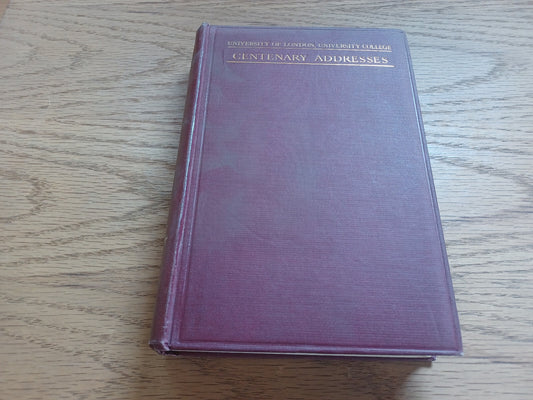 UNIVERSITY OF LONDON, UNIVERSITY COLLEGE
CENTENARY ADDRESSES